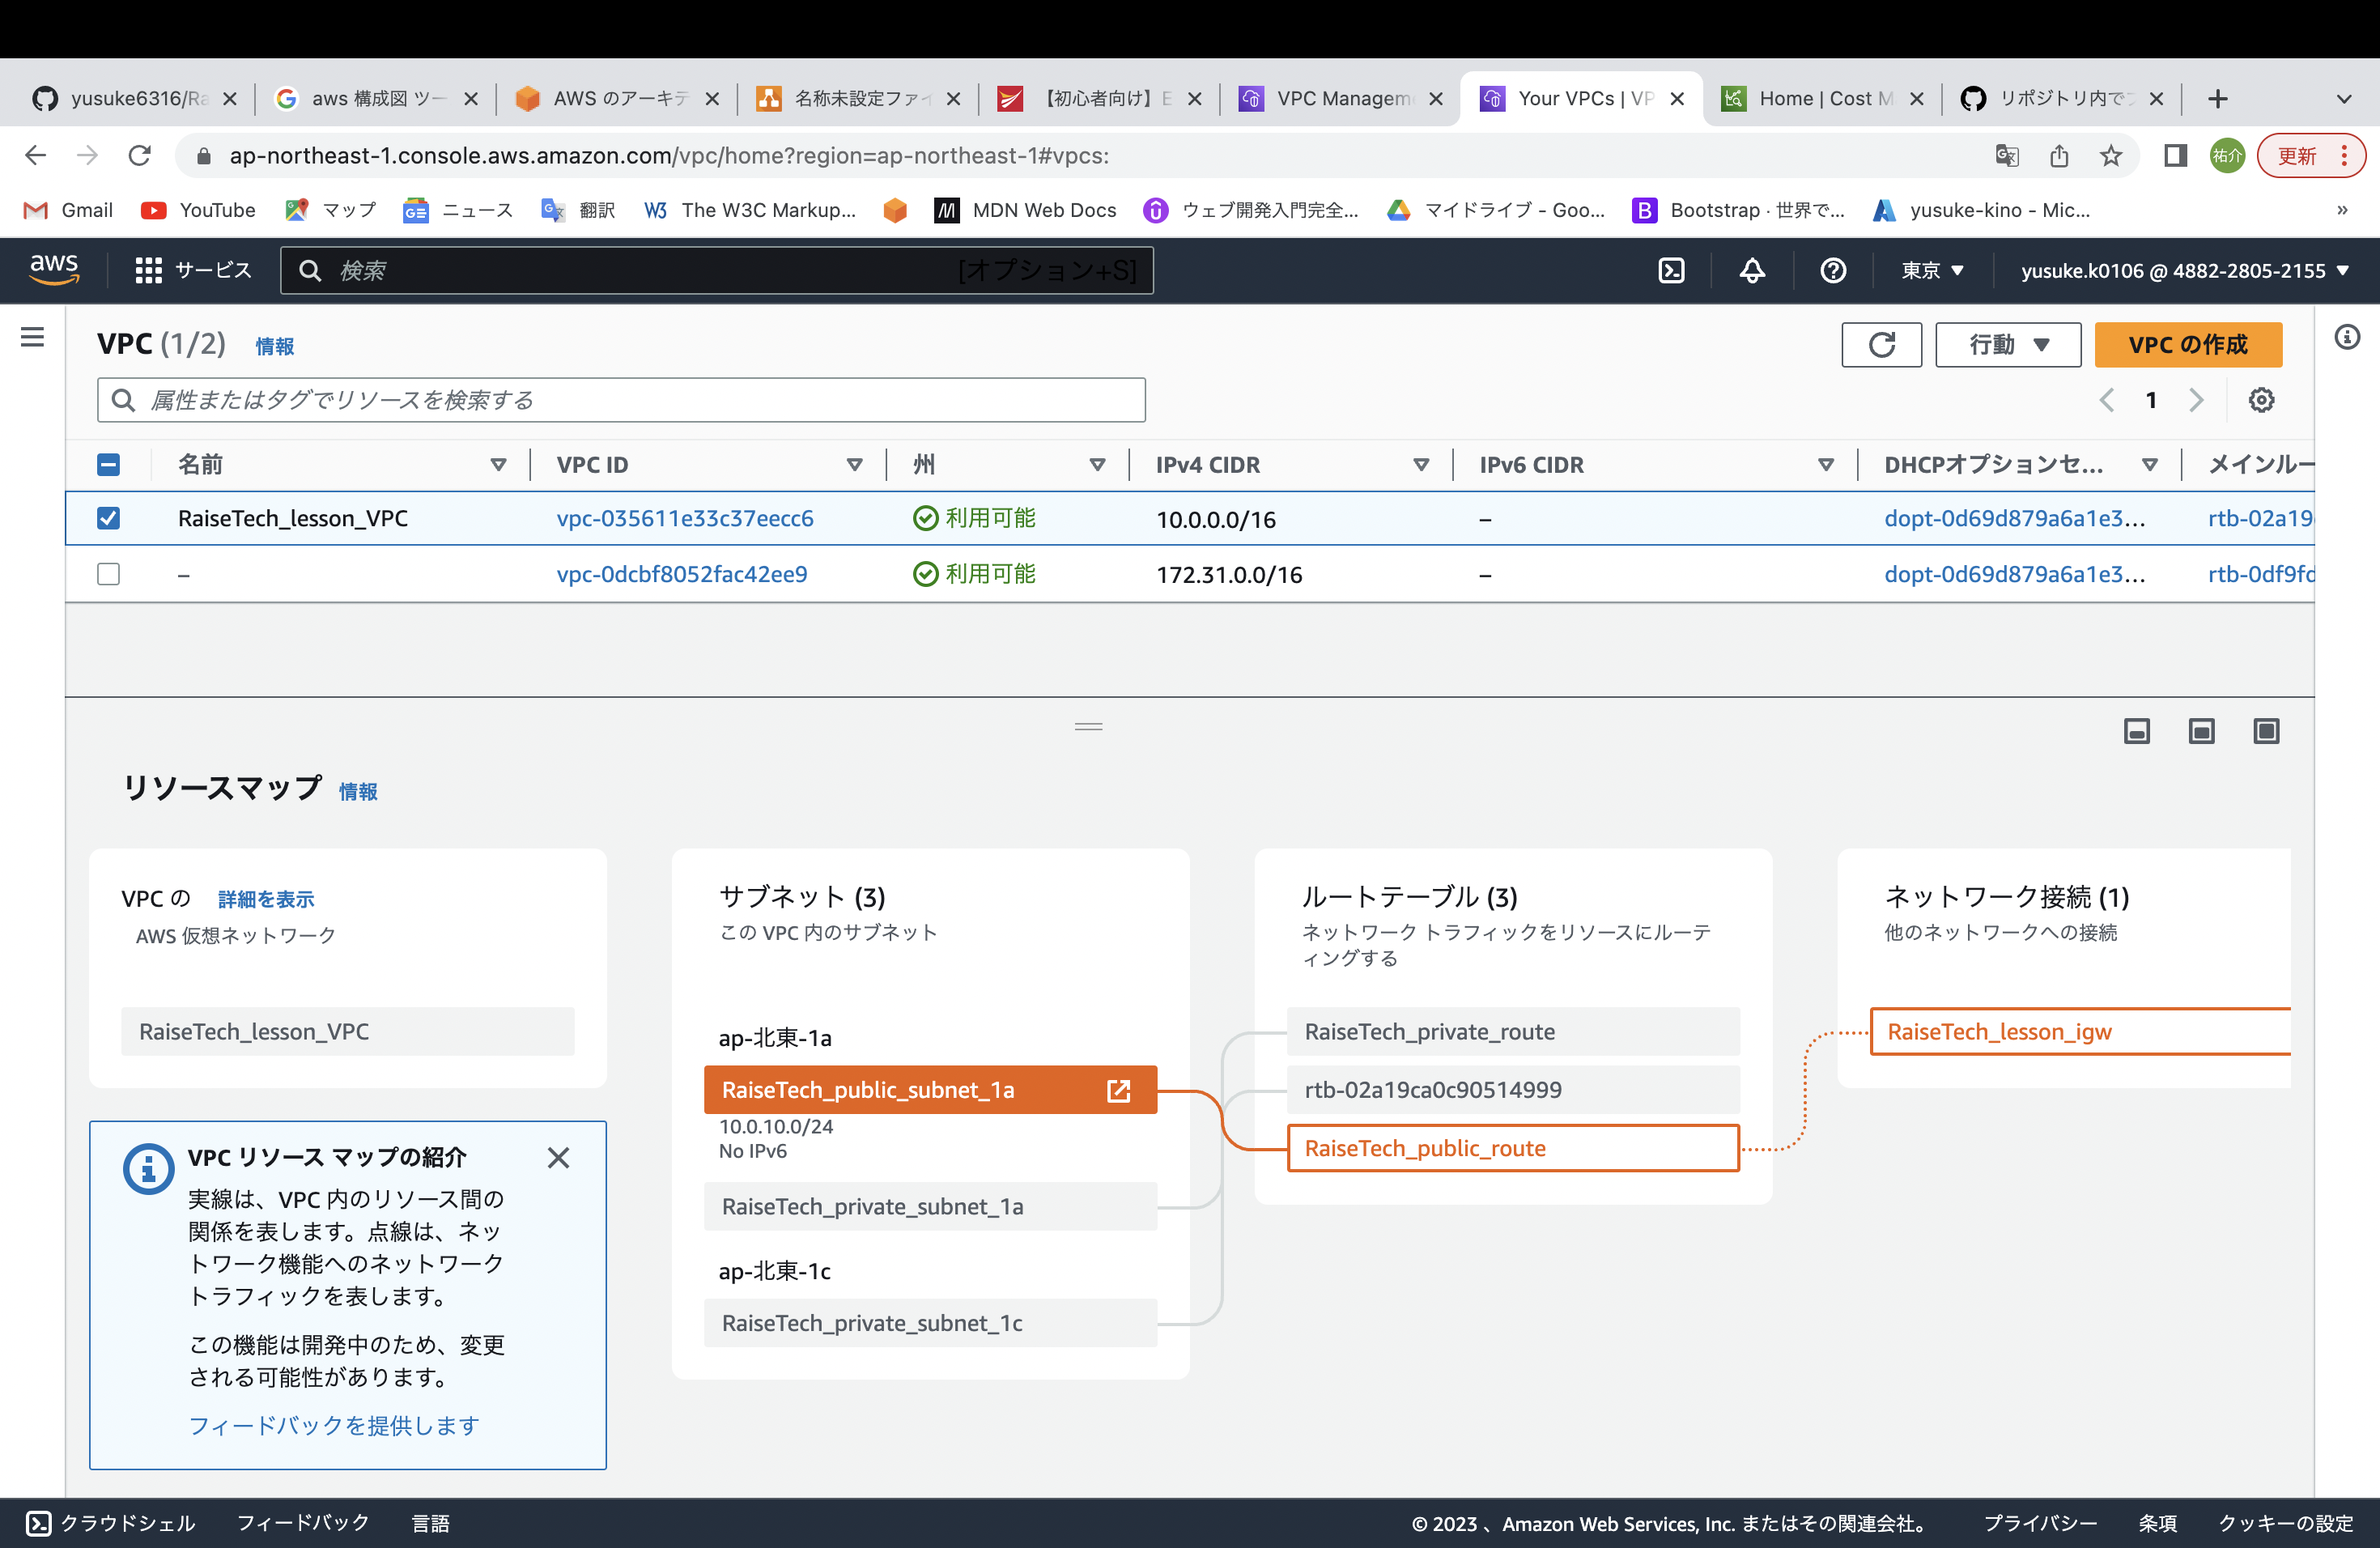 yusuke6316/Ra
aws 構成図 ツー
AWS のアーキテ
名称未設定ファイ
【初心者向け】E
VPC Managem
Your VPCs | VP
Home | Cost M
リポジトリ内でフ
ap-northeast-1.console.aws.amazon.com/vpc/home?region=ap-northeast-1#vpcs:
祐介
更新
Gmail
YouTube
マップ
ニュース
翻訳
The W3C Markup...
MDN Web Docs
ウェブ開発入門完全...
マイドライブ - Goo...
Bootstrap · 世界で...
yusuke-kino - Mic...
»
aws
サービス
検索
[オプション+S]
東京
yusuke.k0106 @ 4882-2805-2155
VPC (1/2) 情報
行動
VPC の作成
属性またはタグでリソースを検索する
1
名前
VPC ID
州
IPv4 CIDR
IPv6 CIDR
DHCPオプションセ...
メインルー
RaiseTech_lesson_VPC
vpc-035611e33c37eecc6
利用可能
10.0.0.0/16
–
dopt-0d69d879a6a1e3...
rtb-02a19
–
vpc-0dcbf8052fac42ee9
利用可能
172.31.0.0/16
–
dopt-0d69d879a6a1e3...
rtb-0df9fd
リソースマップ 情報
VPC の 詳細を表示
AWS 仮想ネットワーク
RaiseTech_lesson_VPC
VPC リソース マップの紹介
実線は、VPC 内のリソース間の
関係を表します。点線は、ネッ
トワーク機能へのネットワーク
トラフィックを表します。
この機能は開発中のため、変更
される可能性があります。
フィードバックを提供します
サブネット (3)
この VPC 内のサブネット
ap-北東-1a
RaiseTech_public_subnet_1a
10.0.10.0/24
No IPv6
RaiseTech_private_subnet_1a
ap-北東-1c
RaiseTech_private_subnet_1c
ルートテーブル (3)
ネットワーク トラフィックをリソースにルーテ
ィングする
RaiseTech_private_route
rtb-02a19ca0c90514999
RaiseTech_public_route
ネットワーク接続 (1)
他のネットワークへの接続
RaiseTech_lesson_igw
クラウドシェル
フィードバック
言語
© 2023 、Amazon Web Services, Inc. またはその関連会社。
プライバシー
条項
クッキーの設定